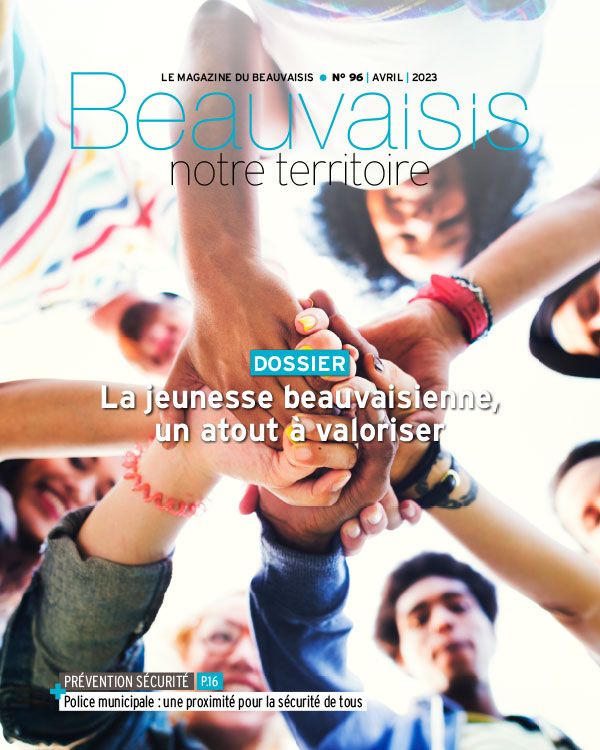 LE MAGAZINE DU BEAUVAISIS ● Nº 96 | AVRIL | 2023
Beauvaisis
notre territoire
DOSSIER
La jeunesse beauvaisienne,
un atout à valoriser
PRÉVENTION SÉCURITÉ P.16
+ Police municipale : une proximité pour la sécurité de tous